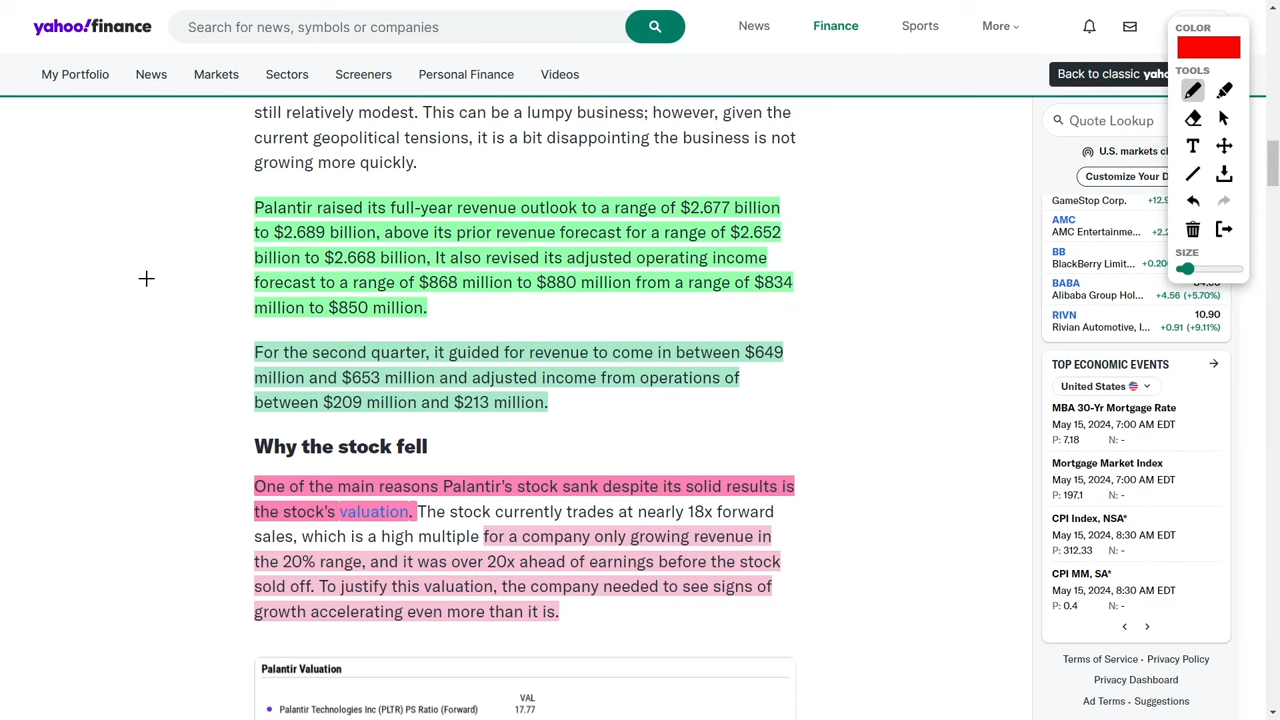 yahoo!finance
Search for news, symbols or companies
News
Finance
Sports
More
My Portfolio
News
Markets
Sectors
Screeners
Personal Finance
Videos
Back to classic
COLOR
TOOLS
SIZE
still relatively modest. This can be a lumpy business; however, given the
current geopolitical tensions, it is a bit disappointing the business is not
growing more quickly.
Palantir raised its full-year revenue outlook to a range of $2.677 billion
to $2.689 billion, above its prior revenue forecast for a range of $2.652
billion to $2.668 billion, It also revised its adjusted operating income
forecast to a range of $868 million to $880 million from a range of $834
million to $850 million.
For the second quarter, it guided for revenue to come in between $649
million and $653 million and adjusted income from operations of
between $209 million and $213 million.
Why the stock fell
One of the main reasons Palantir's stock sank despite its solid results is
the stock's valuation. The stock currently trades at nearly 18x forward
sales, which is a high multiple for a company only growing revenue in
the 20% range, and it was over 20x ahead of earnings before the stock
sold off. To justify this valuation, the company needed to see signs of
growth accelerating even more than it is.
Palantir Valuation
VAL
Palantir Technologies Inc (PLTR) PS Ratio (Forward) 17.77
Quote Lookup
U.S. markets
Customize Your
GameStop Corp.
AMC
AMC Entertainme...
BB
BlackBerry Limit...
BABA
Alibaba Group Hol... +4.56 (+5.70%)
RIVN 10.90
Rivian Automotive, I... +0.91 (+9.11%)
TOP ECONOMIC EVENTS
United States
MBA 30-Yr Mortgage Rate
May 15, 2024, 7:00 AM EDT
P: 7.18 N: -
Mortgage Market Index
May 15, 2024, 7:00 AM EDT
P: 197.1 N: -
CPI Index, NSA*
May 15, 2024, 8:30 AM EDT
P: 312.33 N: -
CPI MM, SA*
May 15, 2024, 8:30 AM EDT
P: 0.4 N: -
Terms of Service • Privacy Policy
Privacy Dashboard
Ad Terms • Suggestions